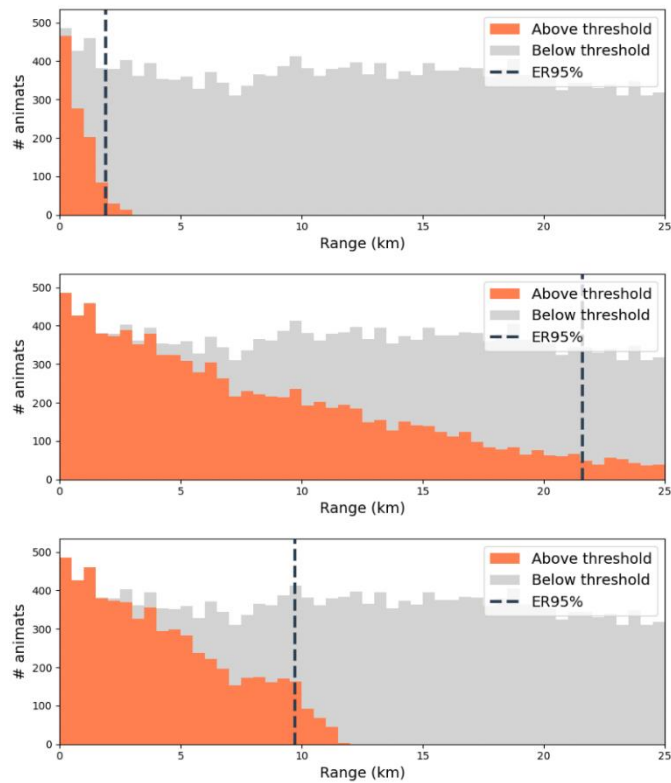 500
400
300
200
100
0
# animats
Above threshold
Below threshold
ER95%
0 5 10 15 20 25
Range (km)
500
400
300
200
100
0
# animats
Above threshold
Below threshold
ER95%
0 5 10 15 20 25
Range (km)
500
400
300
200
100
0
# animats
Above threshold
Below threshold
ER95%
0 5 10 15 20 25
Range (km)